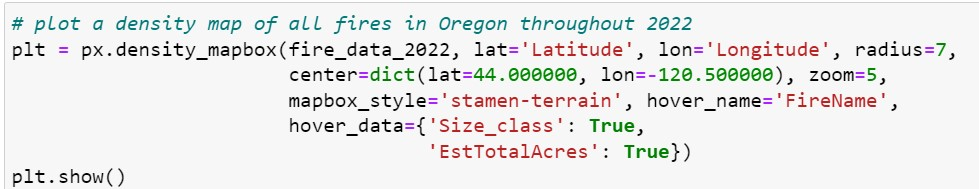 # plot a density map of all fires in Oregon throughout 2022
plt = px.density_mapbox(fire_data_2022, lat='Latitude', lon='Longitude', radius=7,
                        center=dict(lat=44.000000, lon=-120.500000), zoom=5,
                        mapbox_style='stamen-terrain', hover_name='FireName',
                        hover_data={'Size_class': True,
                                    'EstTotalAcres': True})
plt.show()